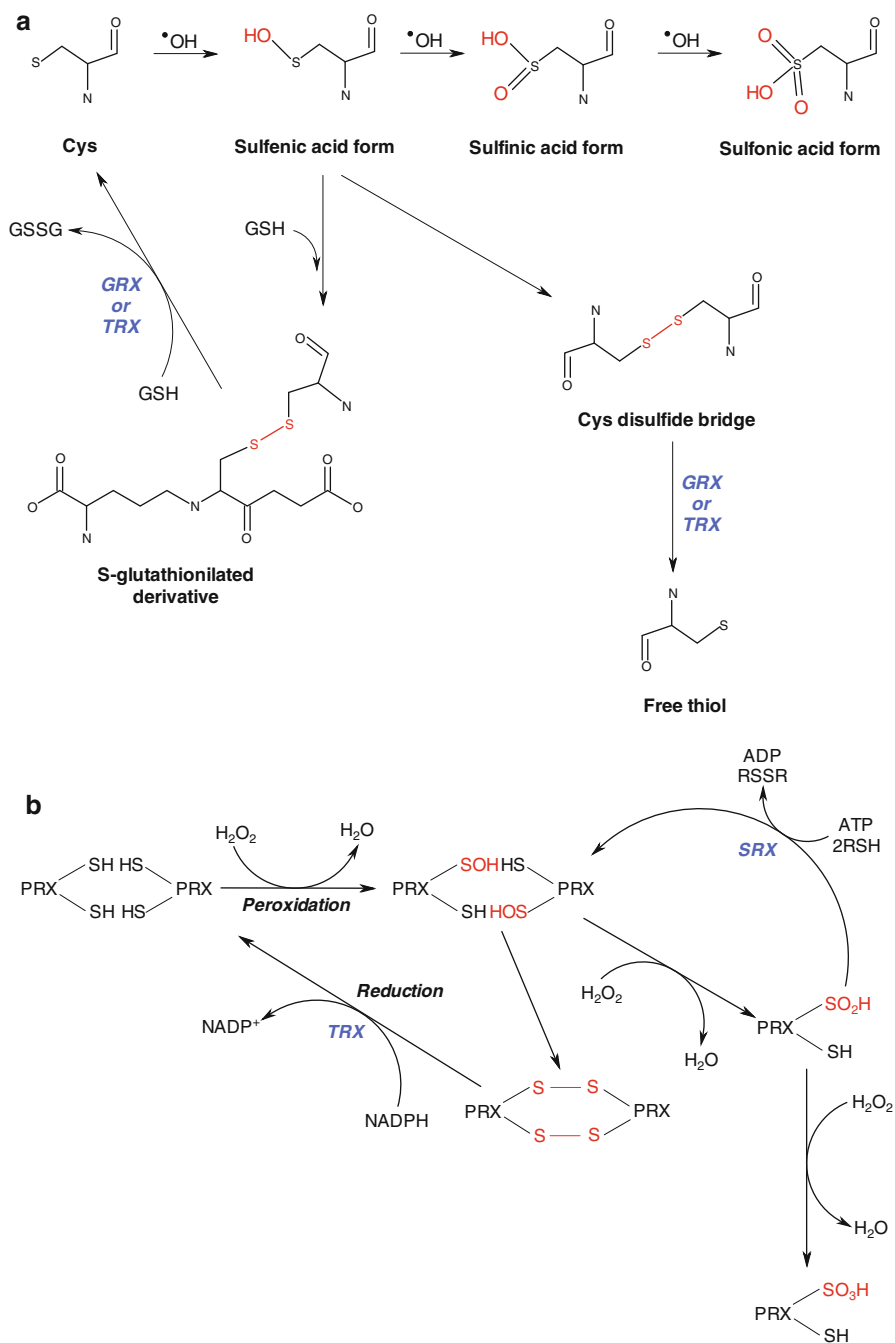 a
S
N
O
•OH
HO
S
N
O
•OH
HO
S
O
N
O
•OH
O
S
HO
O
N
O
Cys
Sulfenic acid form
Sulfinic acid form
Sulfonic acid form
GSSG
GRX
or
TRX
GSH
GSH
O
N
S
S
O
O
N
N
O
O
O
S-glutathionilated
derivative
N
O
S
S
O
N
Cys disulfide bridge
GRX
or
TRX
N
S
O
Free thiol
b
PRX
SH HS
SH HS
PRX
H2O2
H2O
Peroxidation
PRX
SOH HS
SH HOS
PRX
ADP
RSSR
ATP
2RSH
SRX
Reduction
NADP+
TRX
NADPH
PRX
S S
S S
PRX
H2O2
H2O
PRX
SO2H
SH
H2O2
H2O
PRX
SO3H
SH